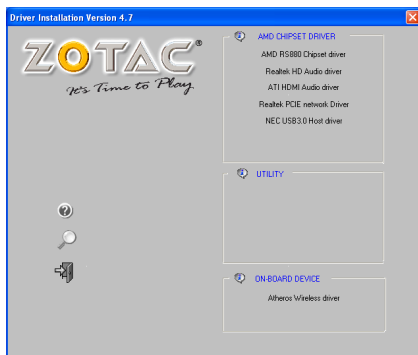 Driver Installation Version 4.7
ZOTAC®
It's Time to Play
AMD CHIPSET DRIVER
AMD RS880 Chipset driver
Realtek HD Audio driver
ATI HDMI Audio driver
Realtek PCIE network Driver
NEC USB3.0 Host driver
UTILITY
ON-BOARD DEVICE
Atheros Wireless driver